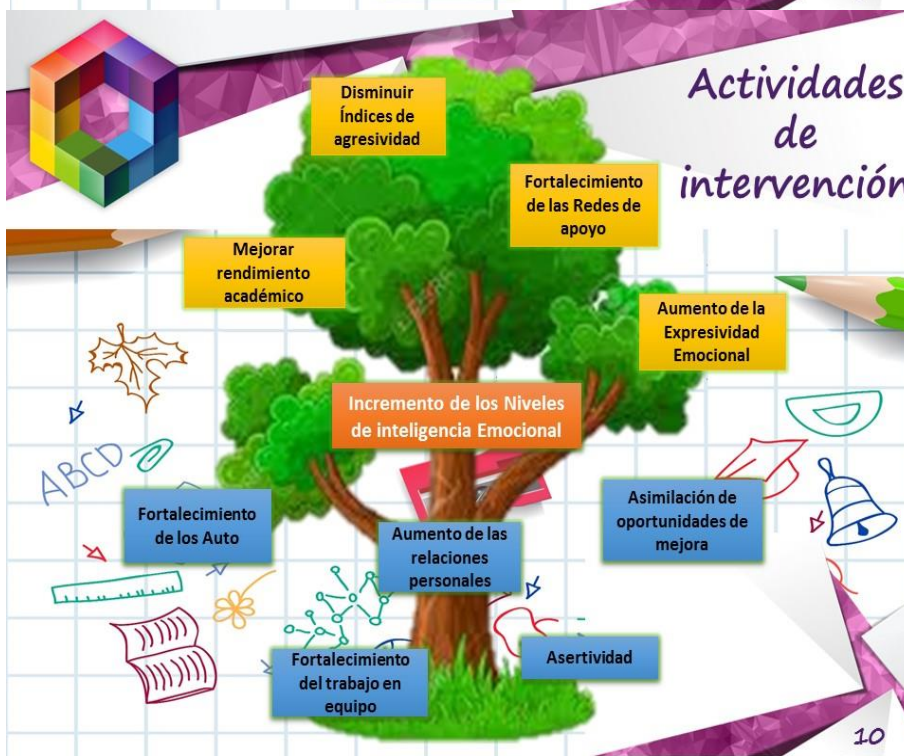 Actividades
de
intervención
Disminuir
Índices de
agresividad
Fortalecimiento
de las Redes de
apoyo
Mejorar
rendimiento
académico
Aumento de la
Expresividad
Emocional
Incremento de los Niveles
de inteligencia Emocional
ABCD
Fortalecimiento
de los Auto
Aumento de las
relaciones
personales
Asimilación de
oportunidades de
mejora
Fortalecimiento
del trabajo en
equipo
Asertividad
10